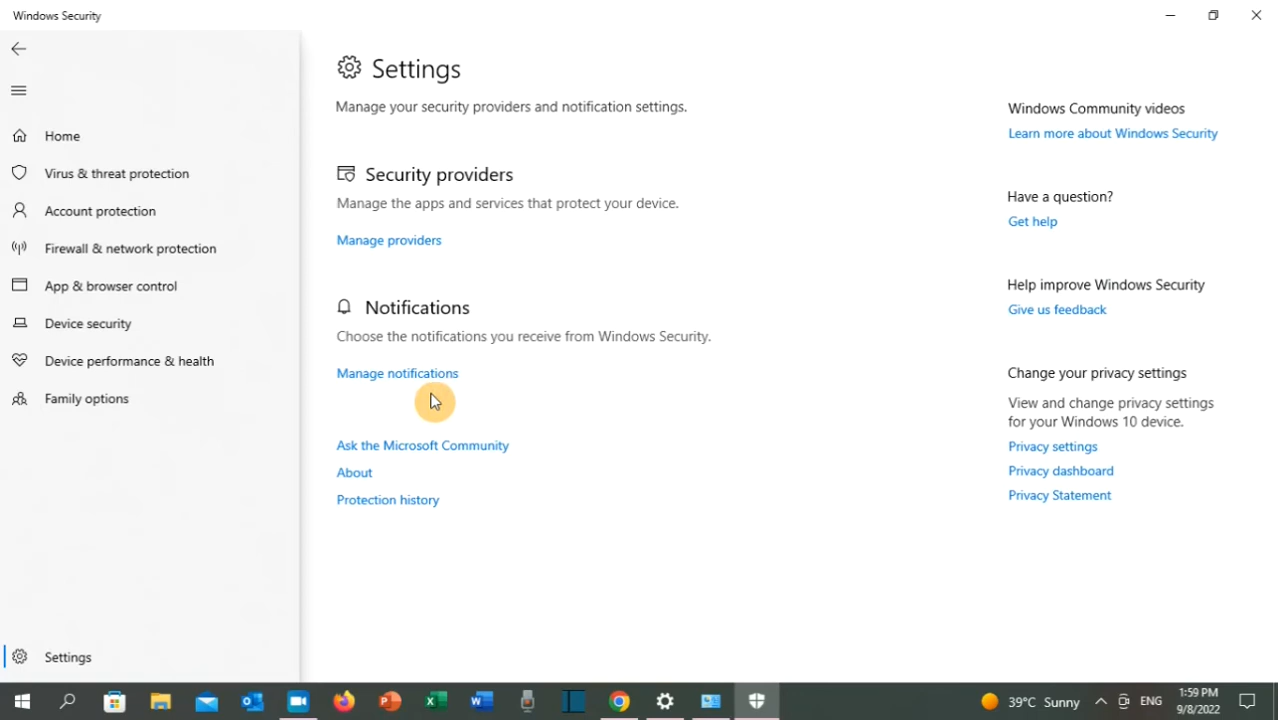 Windows Security
Home
Virus & threat protection
Account protection
Firewall & network protection
App & browser control
Device security
Device performance & health
Family options
Settings
Settings
Manage your security providers and notification settings.
Security providers
Manage the apps and services that protect your device.
Manage providers
Notifications
Choose the notifications you receive from Windows Security.
Manage notifications
Ask the Microsoft Community
About
Protection history
Windows Community videos
Learn more about Windows Security
Have a question?
Get help
Help improve Windows Security
Give us feedback
Change your privacy settings
View and change privacy settings
for your Windows 10 device.
Privacy settings
Privacy dashboard
Privacy Statement
39°C Sunny
ENG
1:59 PM
9/8/2022